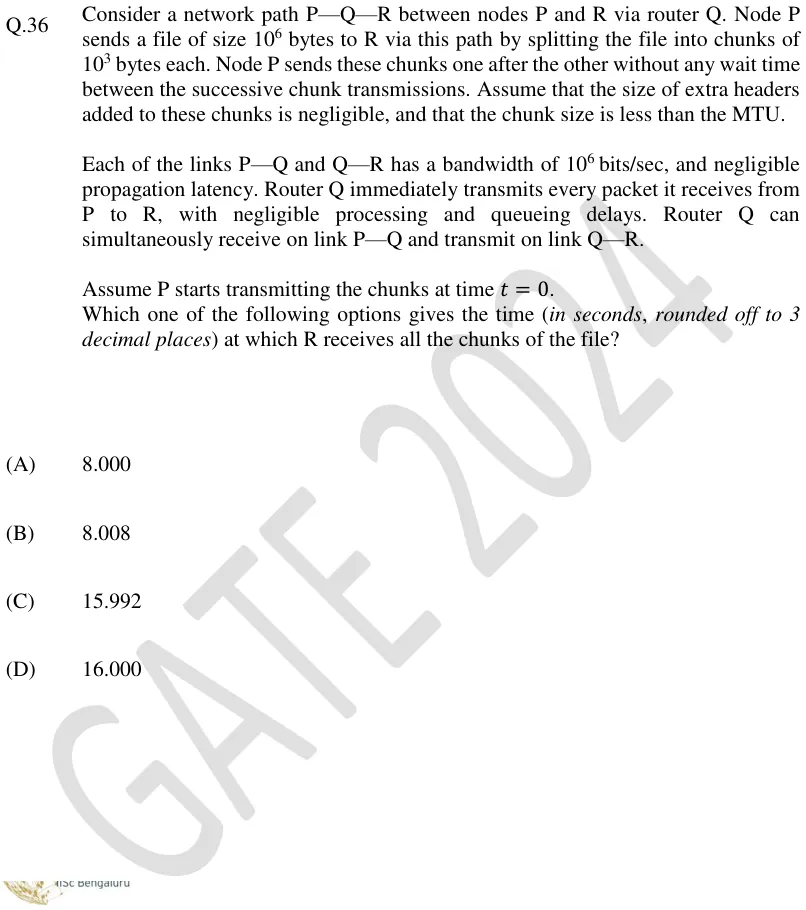 Q.36
Consider a network path P—Q—R between nodes P and R via router Q. Node P
sends a file of size 10⁶ bytes to R via this path by splitting the file into chunks of
10³ bytes each. Node P sends these chunks one after the other without any wait time
between the successive chunk transmissions. Assume that the size of extra headers
added to these chunks is negligible, and that the chunk size is less than the MTU.
Each of the links P—Q and Q—R has a bandwidth of 10⁶ bits/sec, and negligible
propagation latency. Router Q immediately transmits every packet it receives from
P to R, with negligible processing and queueing delays. Router Q can
simultaneously receive on link P—Q and transmit on link Q—R.
Assume P starts transmitting the chunks at time t = 0.
Which one of the following options gives the time (in seconds, rounded off to 3
decimal places) at which R receives all the chunks of the file?
(A) 8.000
(B) 8.008
(C) 15.992
(D) 16.000
GATE 2024
IISc Bengaluru